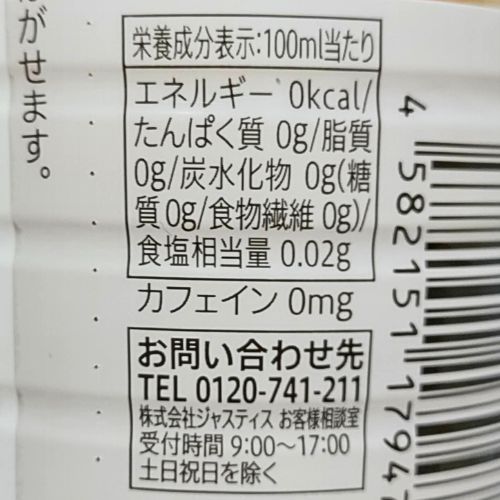 がせます。
栄養成分表示:100ml当たり
エネルギー 0kcal/
たんぱく質 0g/脂質
0g/炭水化物 0g(糖
質0g/食物繊維 0g)/
食塩相当量 0.02g
カフェイン 0mg
お問い合わせ先
TEL 0120-741-211
株式会社ジャスティス お客様相談室
受付時間 9:00～17:00
土日祝日を除く
4 582151 1794